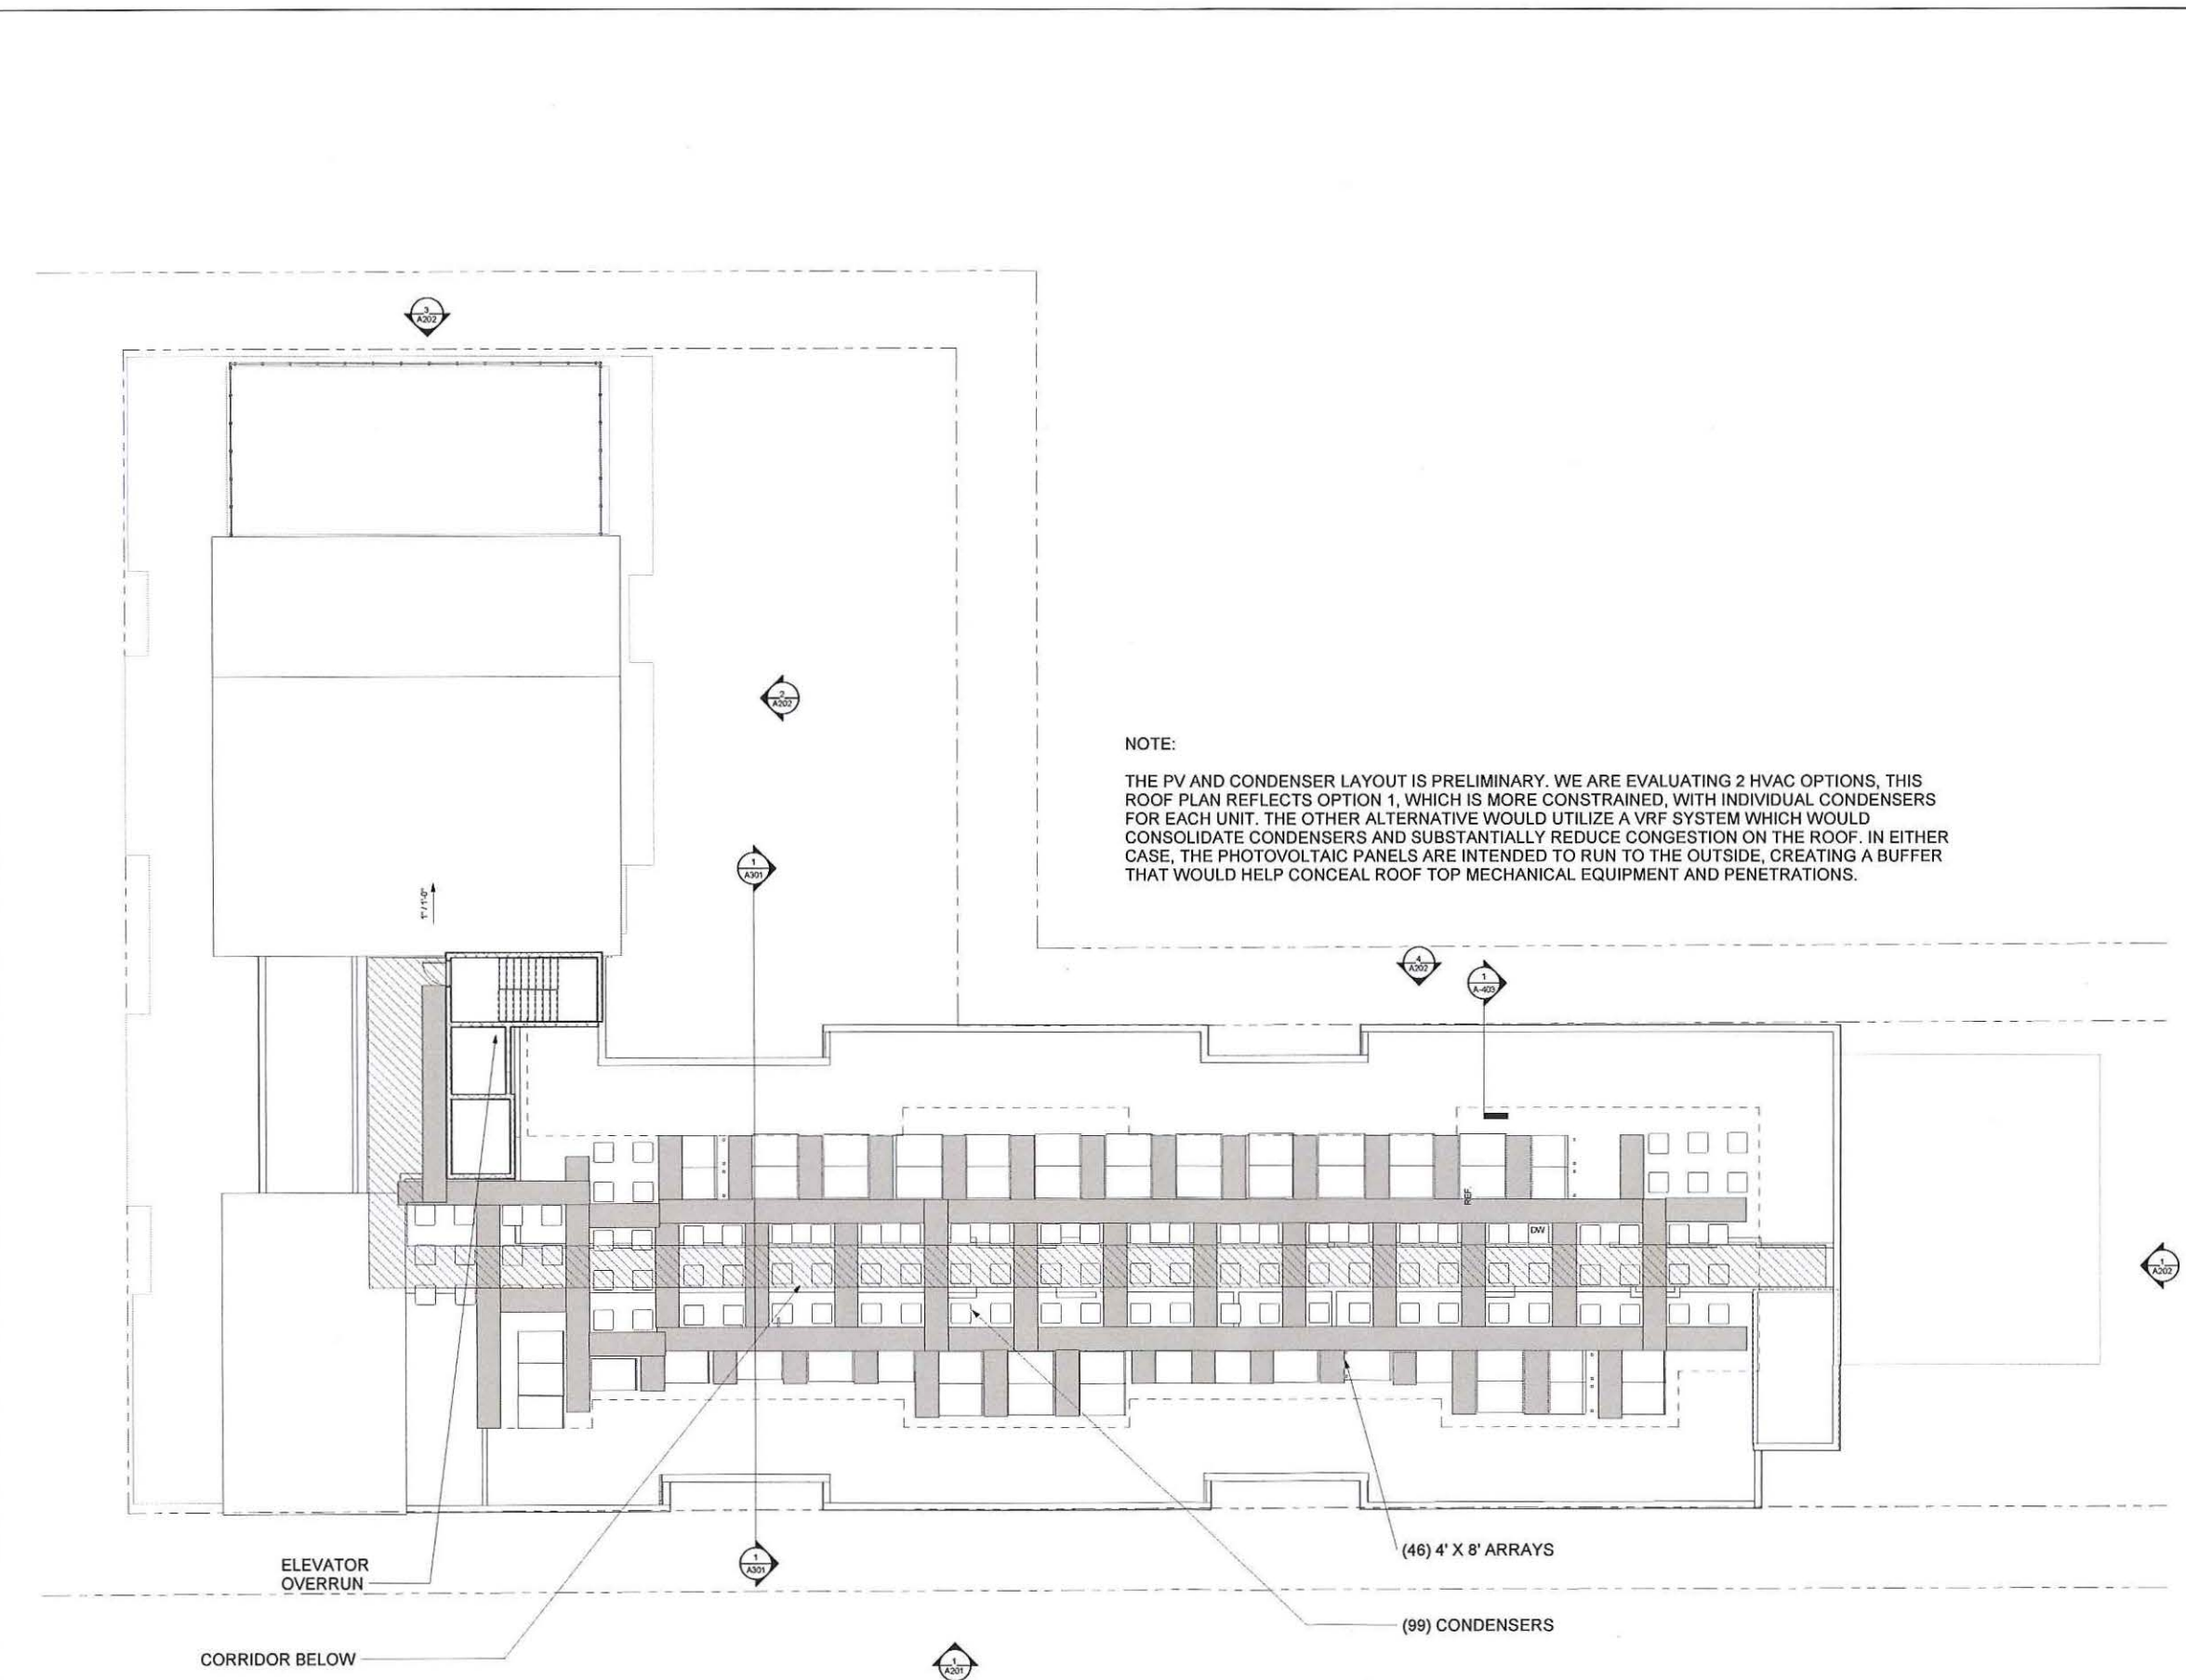 3
A202
2
A202
NOTE:
THE PV AND CONDENSER LAYOUT IS PRELIMINARY. WE ARE EVALUATING 2 HVAC OPTIONS, THIS
ROOF PLAN REFLECTS OPTION 1, WHICH IS MORE CONSTRAINED, WITH INDIVIDUAL CONDENSERS
FOR EACH UNIT. THE OTHER ALTERNATIVE WOULD UTILIZE A VRF SYSTEM WHICH WOULD
CONSOLIDATE CONDENSERS AND SUBSTANTIALLY REDUCE CONGESTION ON THE ROOF. IN EITHER
CASE, THE PHOTOVOLTAIC PANELS ARE INTENDED TO RUN TO THE OUTSIDE, CREATING A BUFFER
THAT WOULD HELP CONCEAL ROOF TOP MECHANICAL EQUIPMENT AND PENETRATIONS.
1
A301
1" / 1'-0"
4
A202
1
A-403
REF.
DW
1
A202
(46) 4' X 8' ARRAYS
ELEVATOR
OVERRUN
1
A301
(99) CONDENSERS
CORRIDOR BELOW
1
A201